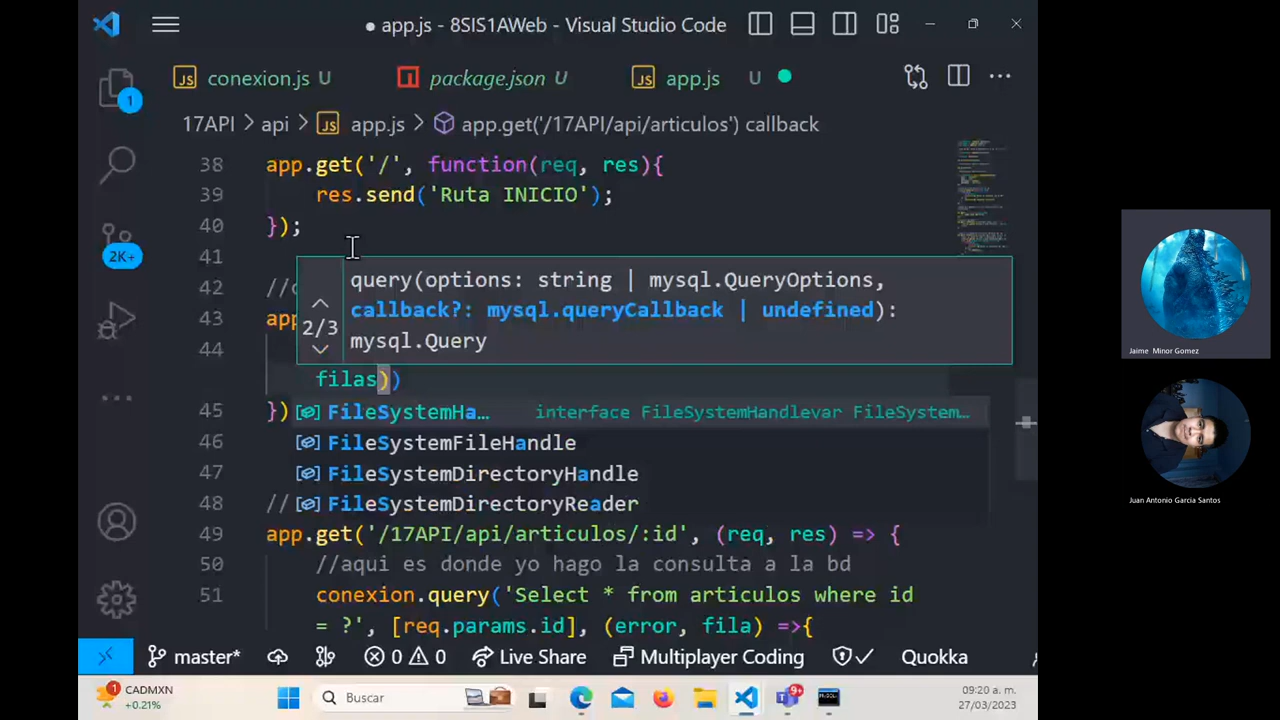 app.js - 8SIS1AWeb - Visual Studio Code
JS conexion.js U package.json U JS app.js U
17API > api > JS app.js > app.get('/17API/api/articulos') callback
1
2K+
38 app.get('/', function(req, res){
39 res.send('Ruta INICIO');
40 });
41
query(options: string | mysql.QueryOptions,
callback?: mysql.queryCallback | undefined):
mysql.Query
2/3
42 //
43 app
44
filas))
45 })
FileSystemHa… interface FileSystemHandlevar FileSystem…
46 FileSystemFileHandle
47 FileSystemDirectoryHandle
48 // FileSystemDirectoryReader
49 app.get('/17API/api/articulos/:id', (req, res) => {
50 //aqui es donde yo hago la consulta a la bd
51 conexion.query('Select * from articulos where id
= ?', [req.params.id], (error, fila) =>{
master* 0 0 Live Share Multiplayer Coding Quokka
1 CADMXN
+0.21%
Buscar
9+
09:20 a. m.
27/03/2023
Jaime Minor Gomez
Juan Antonio Garcia Santos